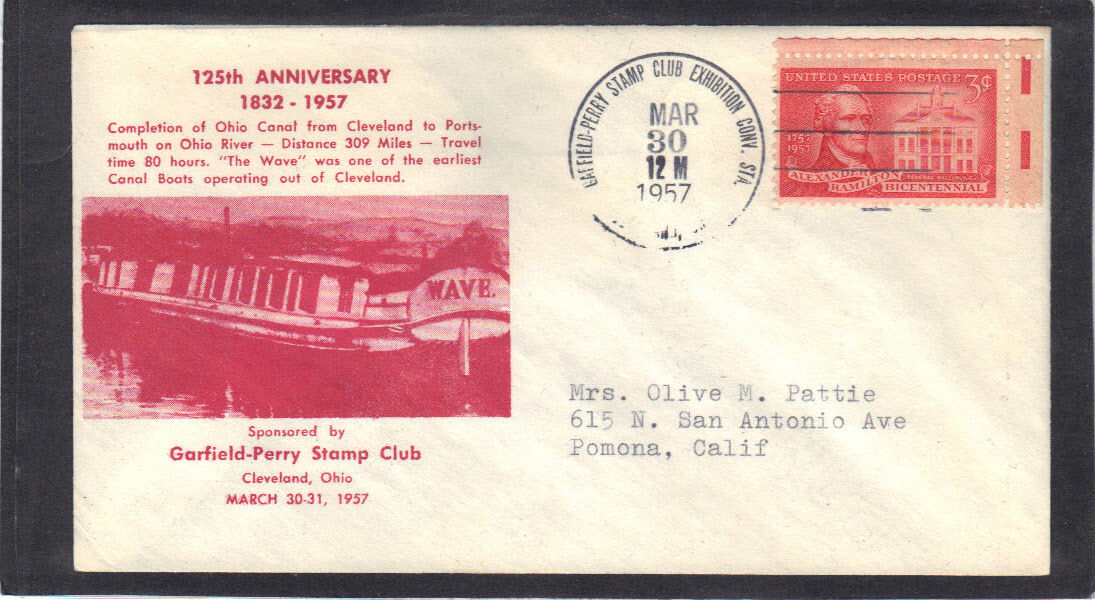 125th ANNIVERSARY
1832 - 1957
Completion of Ohio Canal from Cleveland to Ports-
mouth on Ohio River — Distance 309 Miles — Travel
time 80 hours. "The Wave" was one of the earliest
Canal Boats operating out of Cleveland.
WAVE.
Sponsored by
Garfield-Perry Stamp Club
Cleveland, Ohio
MARCH 30-31, 1957
GARFIELD-PERRY STAMP CLUB EXHIBITION CONV. STA.
MAR
30
12 M
1957
UNITED STATES POSTAGE 3¢
1757
1957
ALEXANDER
HAMILTON BICENTENNIAL
Mrs. Olive M. Pattie
615 N. San Antonio Ave
Pomona, Calif